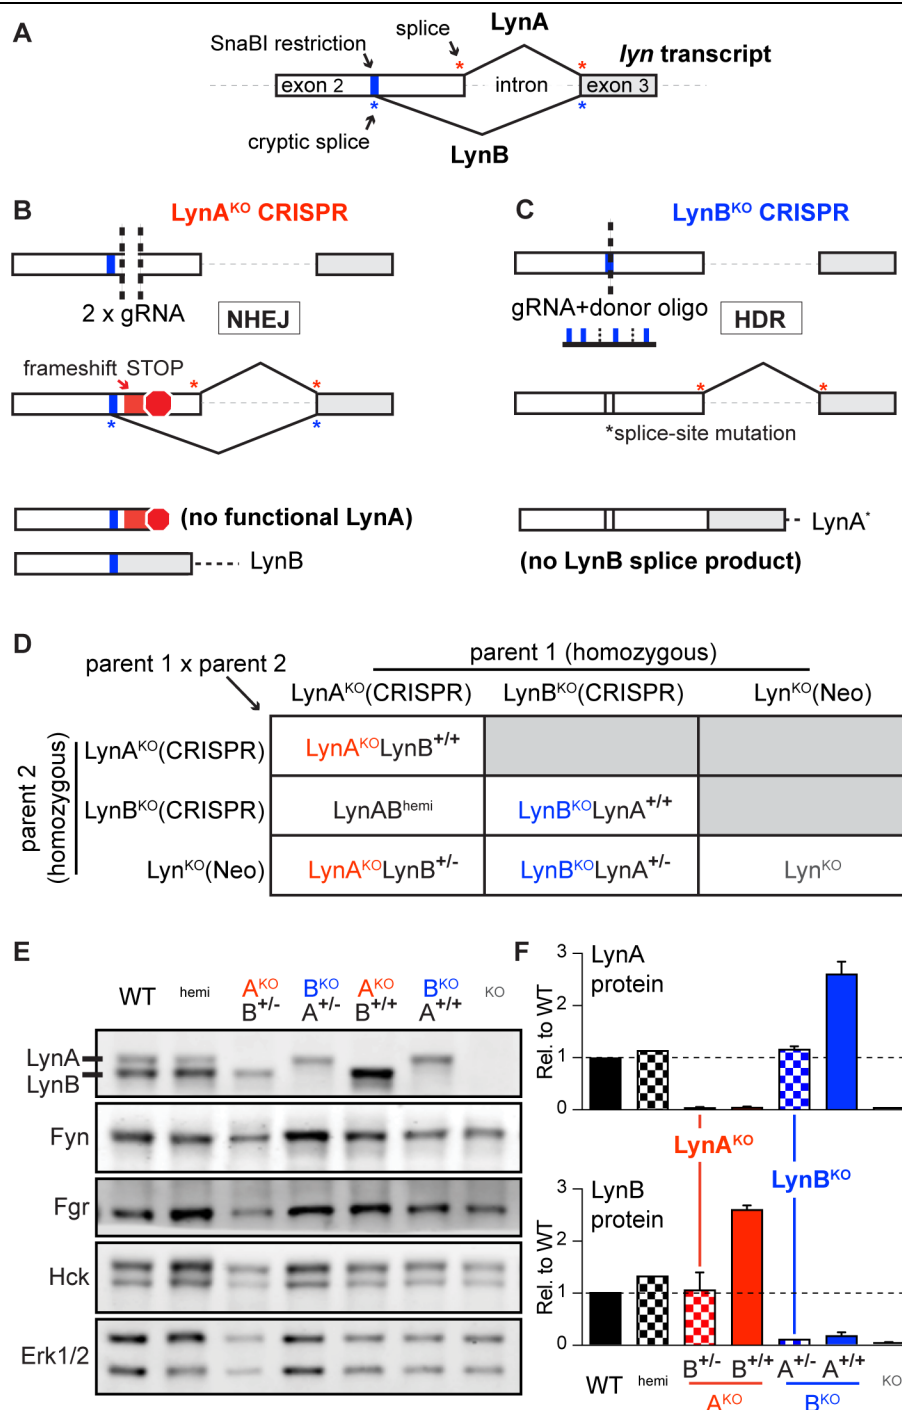 A
LynA
splice
SnaBI restriction
lyn transcript
* *
exon 2
intron
exon 3
* *
cryptic splice
LynB
B
LynAKO CRISPR
2 x gRNA
NHEJ
frameshift STOP
* *
* *
(no functional LynA)
LynB
C
LynBKO CRISPR
gRNA+donor oligo
HDR
* *
*splice-site mutation
LynA*
(no LynB splice product)
D
parent 1 x parent 2
parent 1 (homozygous)
LynAKO(CRISPR) LynBKO(CRISPR) LynKO(Neo)
parent 2
(homozygous)
LynAKO(CRISPR) LynAKOLynB+/+
LynBKO(CRISPR) LynABhemi LynBKOLynA+/+
LynKO(Neo) LynAKOLynB+/- LynBKOLynA+/- LynKO
E
WT hemi AKO BKO AKO BKO KO
B+/- A+/- B+/+ A+/+
LynA
LynB
Fyn
Fgr
Hck
Erk1/2
F
LynA
protein
Rel. to WT
3
2
1
0
LynAKO
LynBKO
LynB
protein
Rel. to WT
3
2
1
0
WT hemi B+/- B+/+ A+/- A+/+ KO
AKO BKO